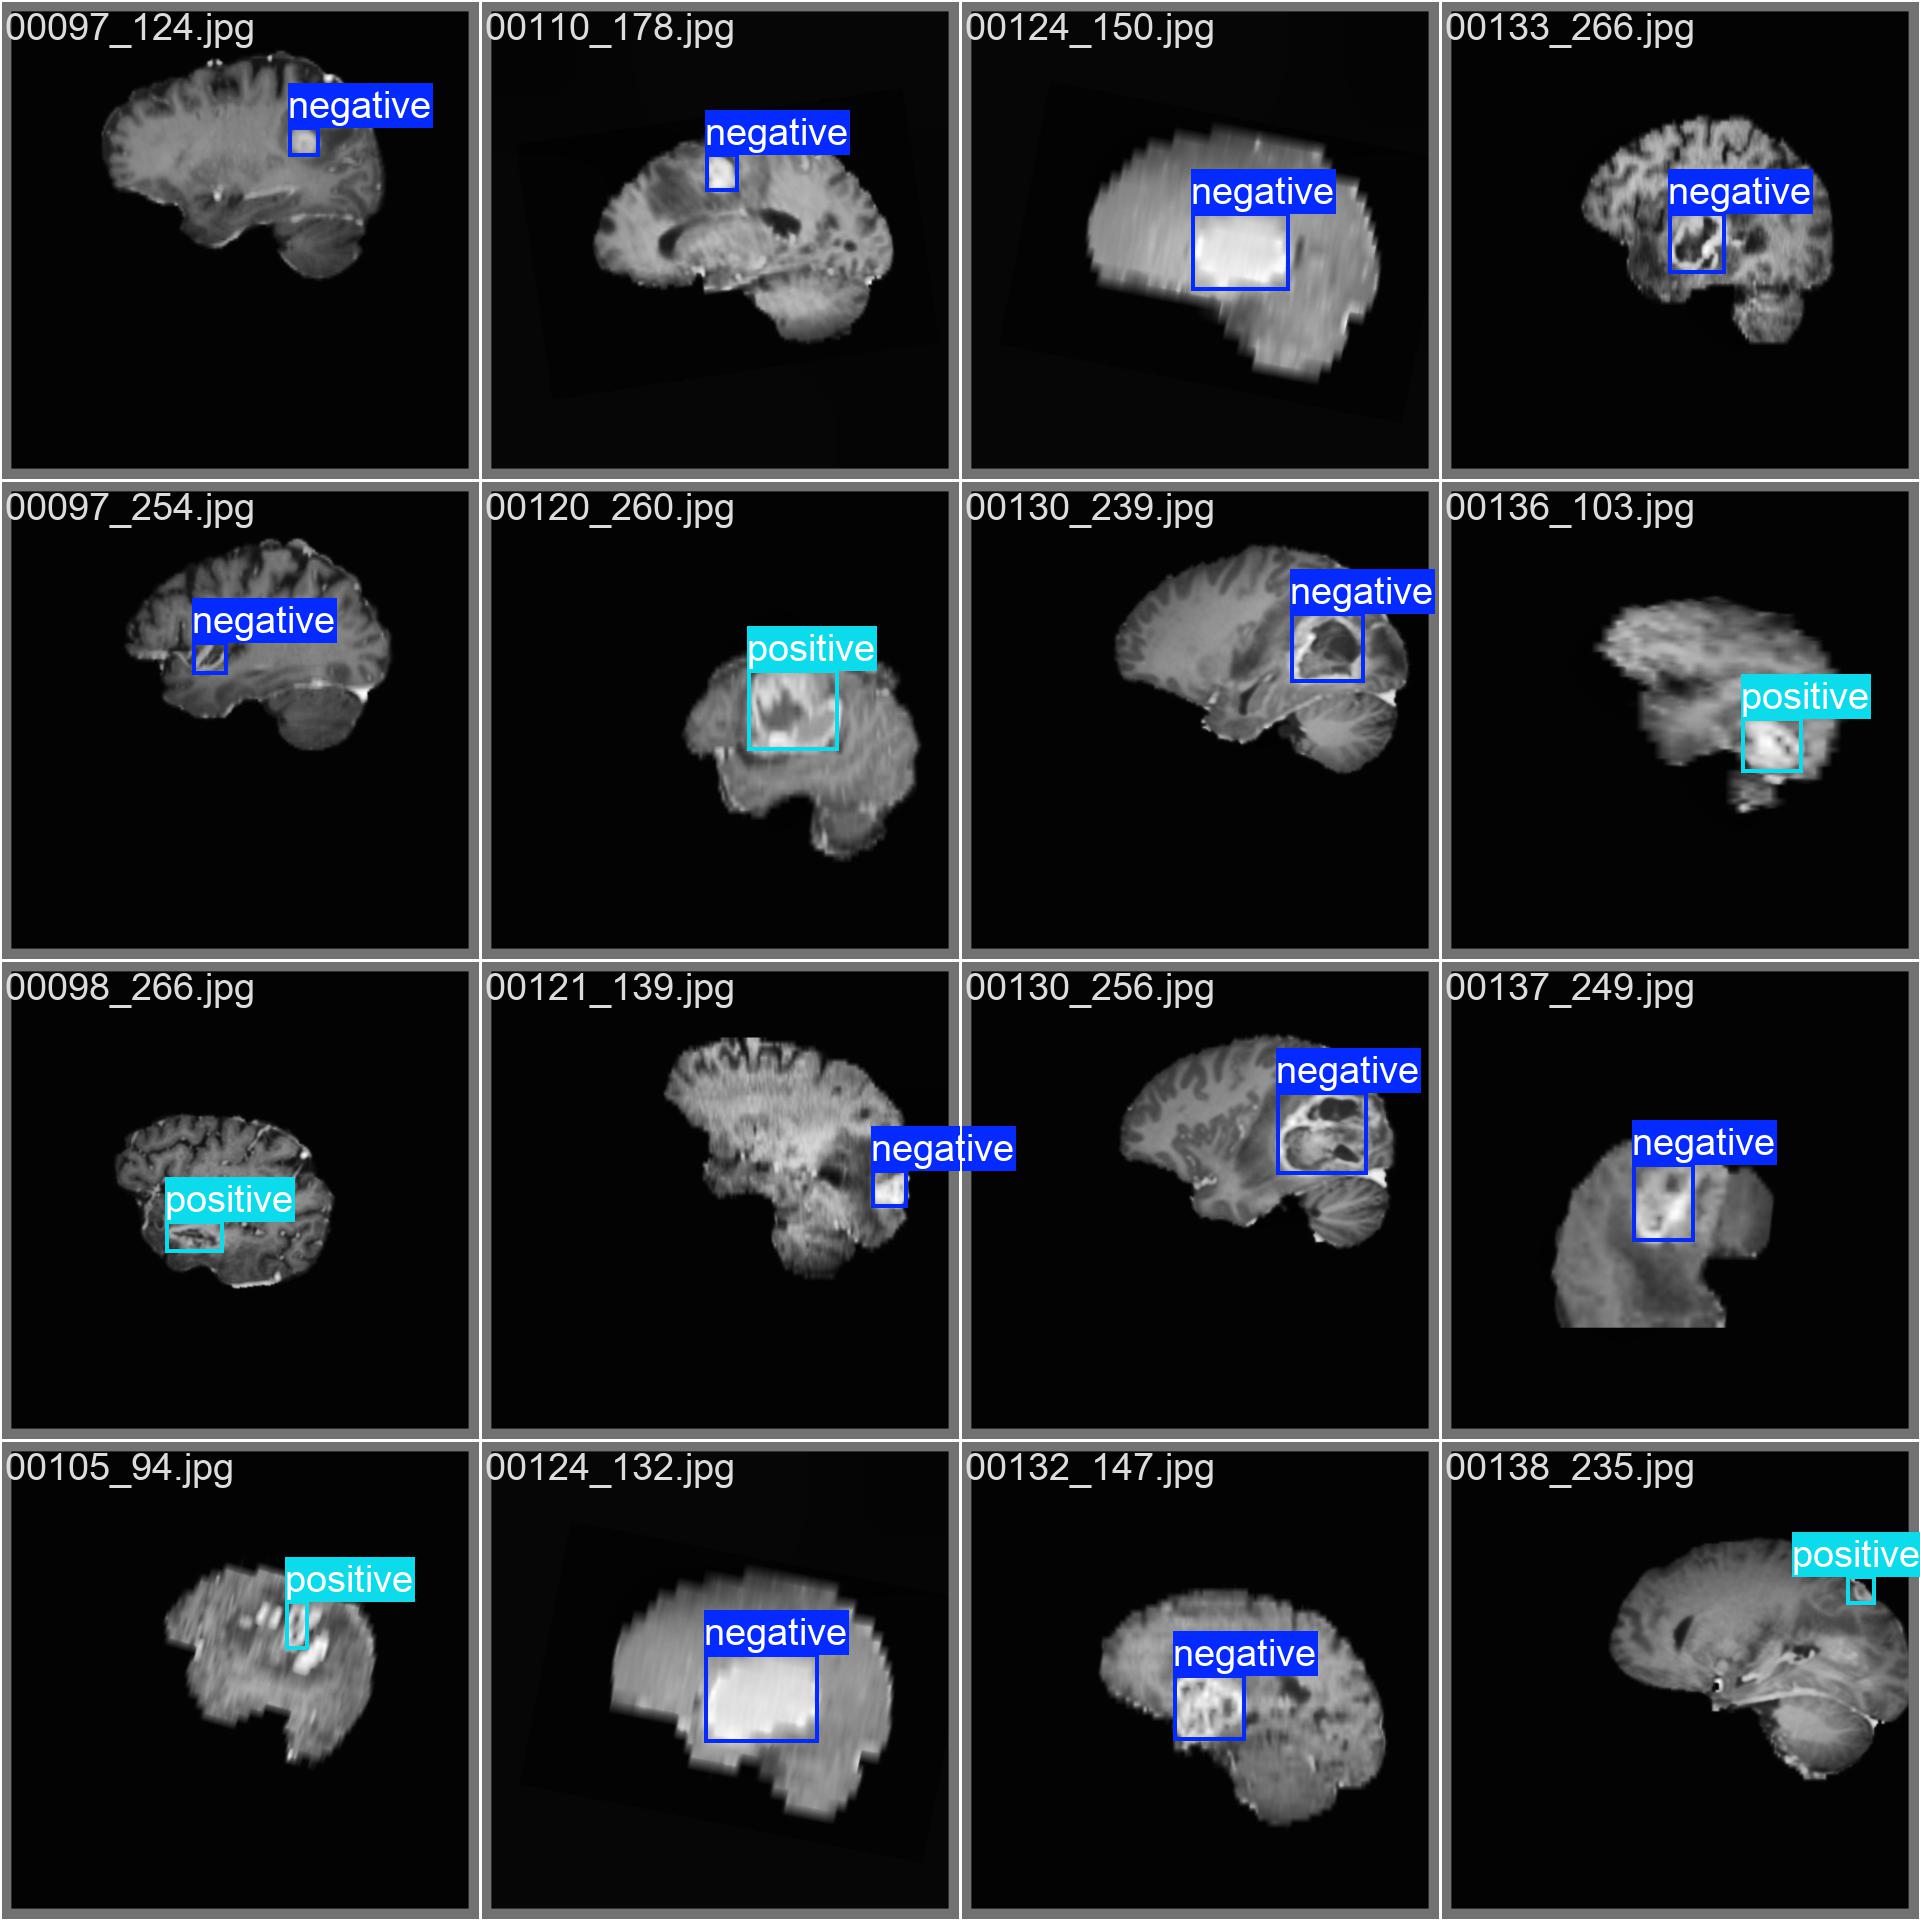 00097_124.jpg
negative
00110_178.jpg
negative
00124_150.jpg
negative
00133_266.jpg
negative
00097_254.jpg
negative
00120_260.jpg
positive
00130_239.jpg
negative
00136_103.jpg
positive
00098_266.jpg
positive
00121_139.jpg
negative
00130_256.jpg
negative
00137_249.jpg
negative
00105_94.jpg
positive
00124_132.jpg
negative
00132_147.jpg
negative
00138_235.jpg
positive